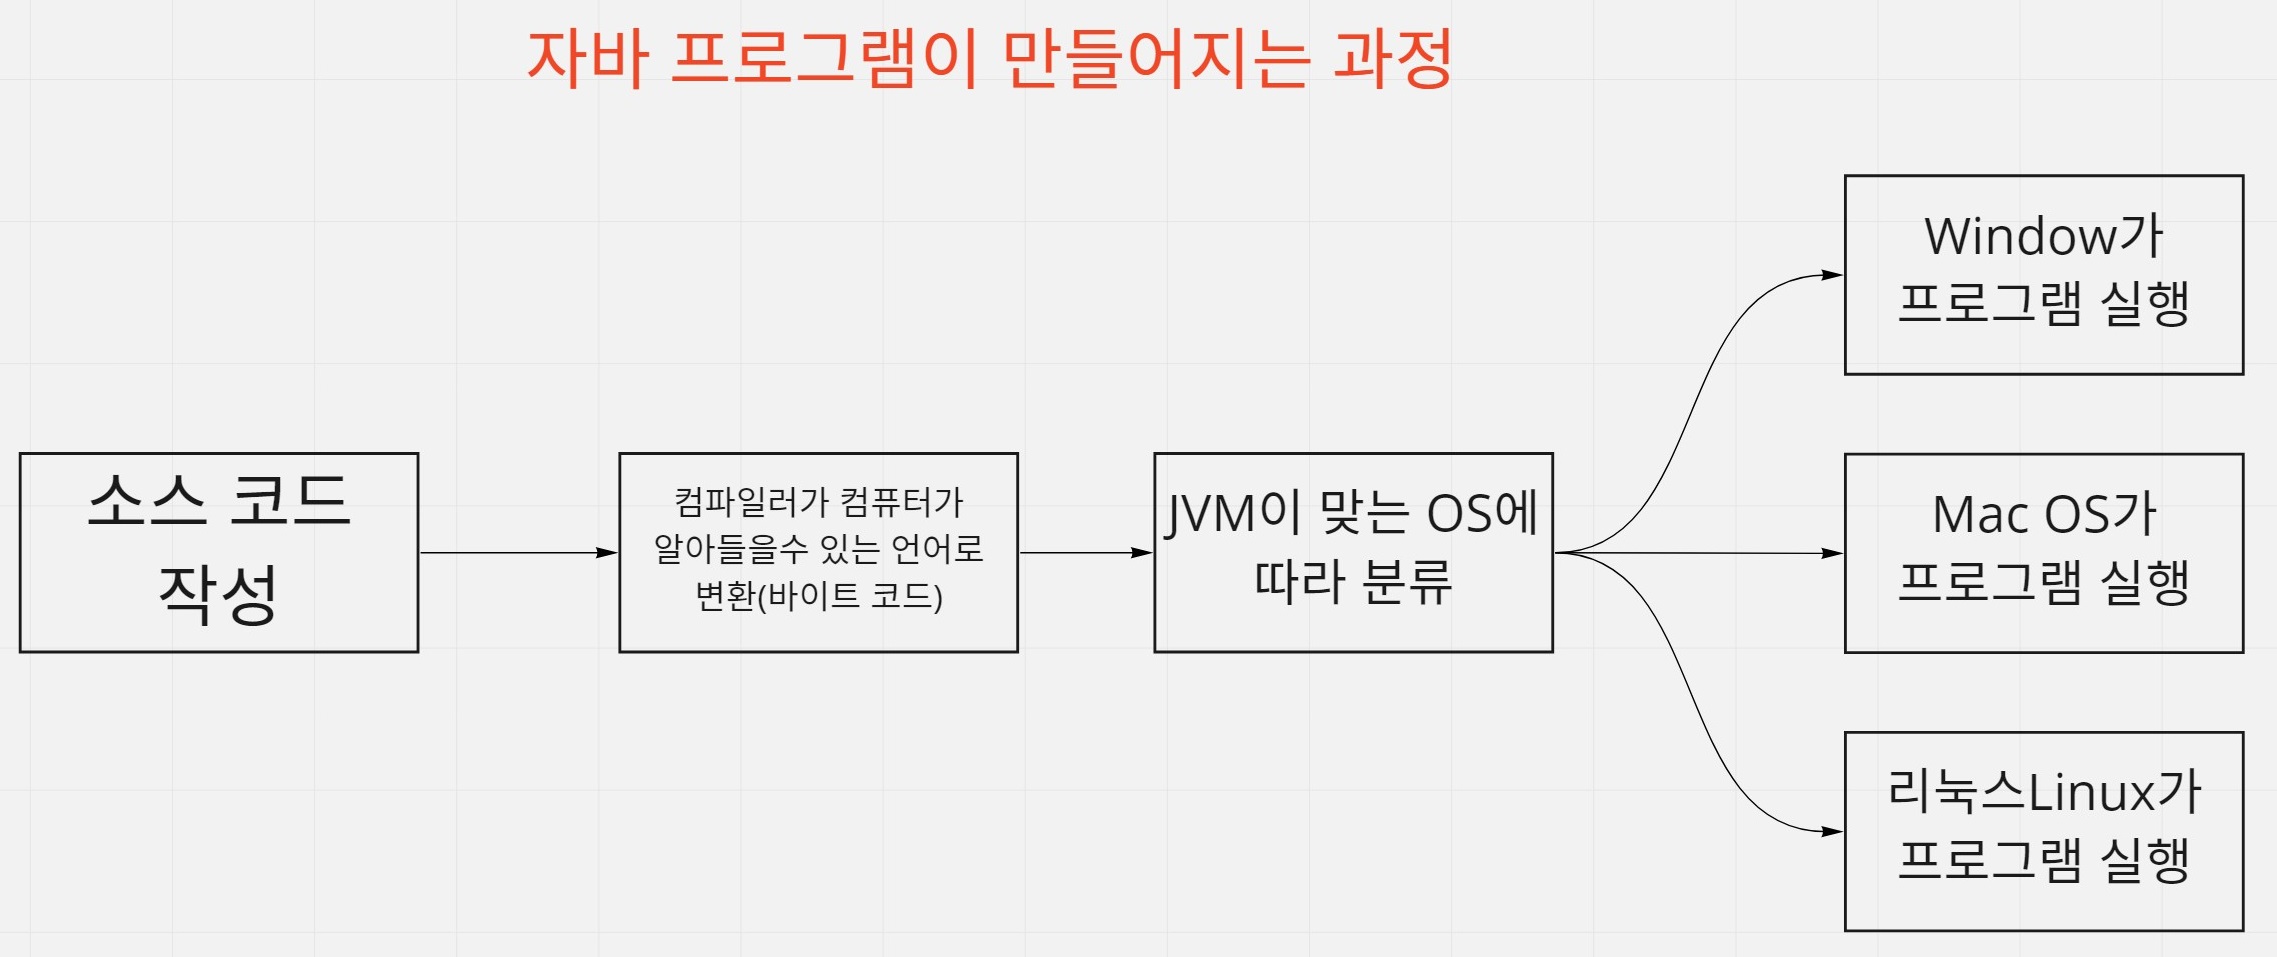 자바 프로그램이 만들어지는 과정
소스 코드
작성
컴파일러가 컴퓨터가
알아들을수 있는 언어로
변환(바이트 코드)
JVM이 맞는 OS에
따라 분류
Window가
프로그램 실행
Mac OS가
프로그램 실행
리눅스Linux가
프로그램 실행